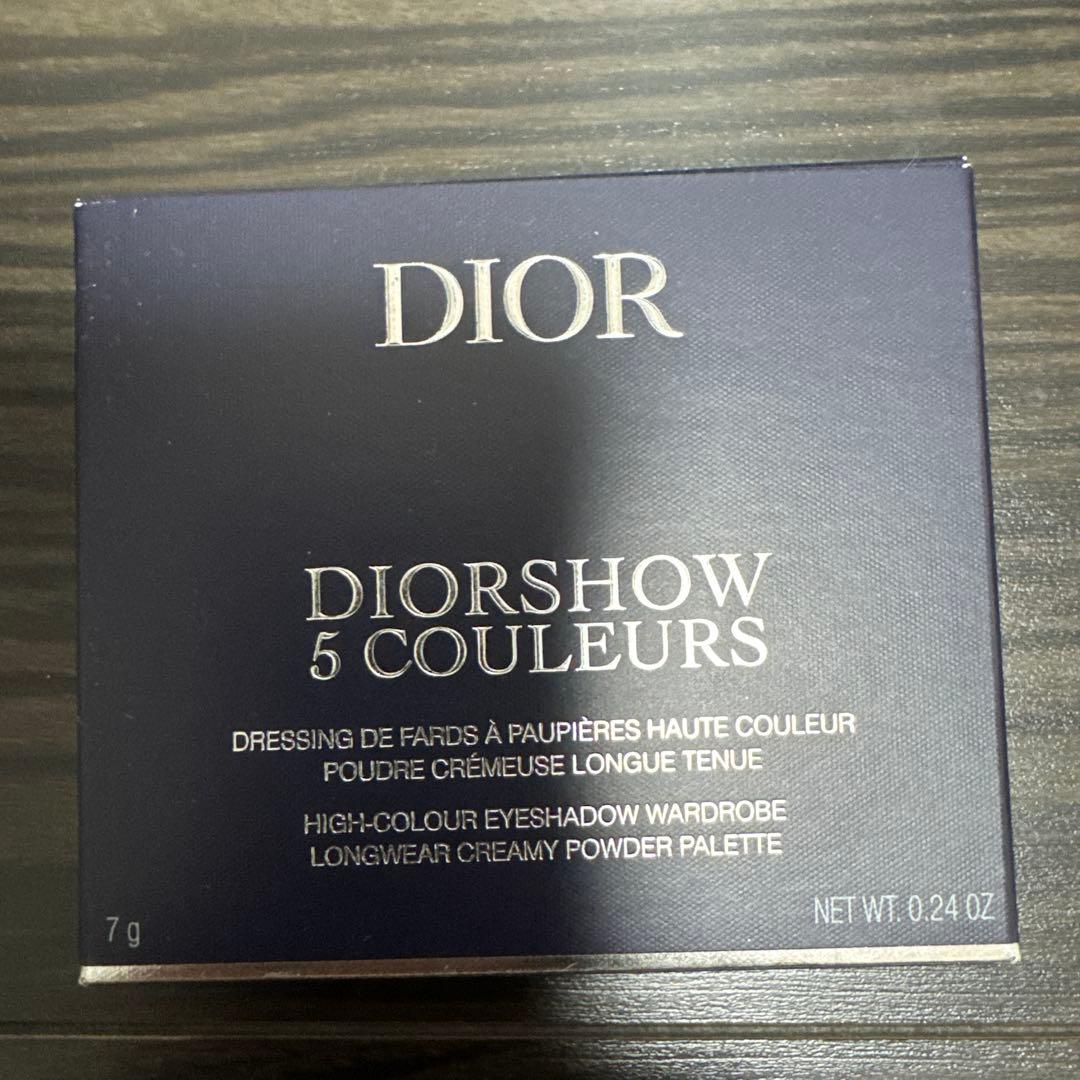 DIOR
DIORSHOW
5 COULEURS
DRESSING DE FARDS À PAUPIÈRES HAUTE COULEUR
POUDRE CRÉMEUSE LONGUE TENUE
HIGH-COLOUR EYESHADOW WARDROBE
LONGWEAR CREAMY POWDER PALETTE
7 g
NET WT. 0.24 OZ